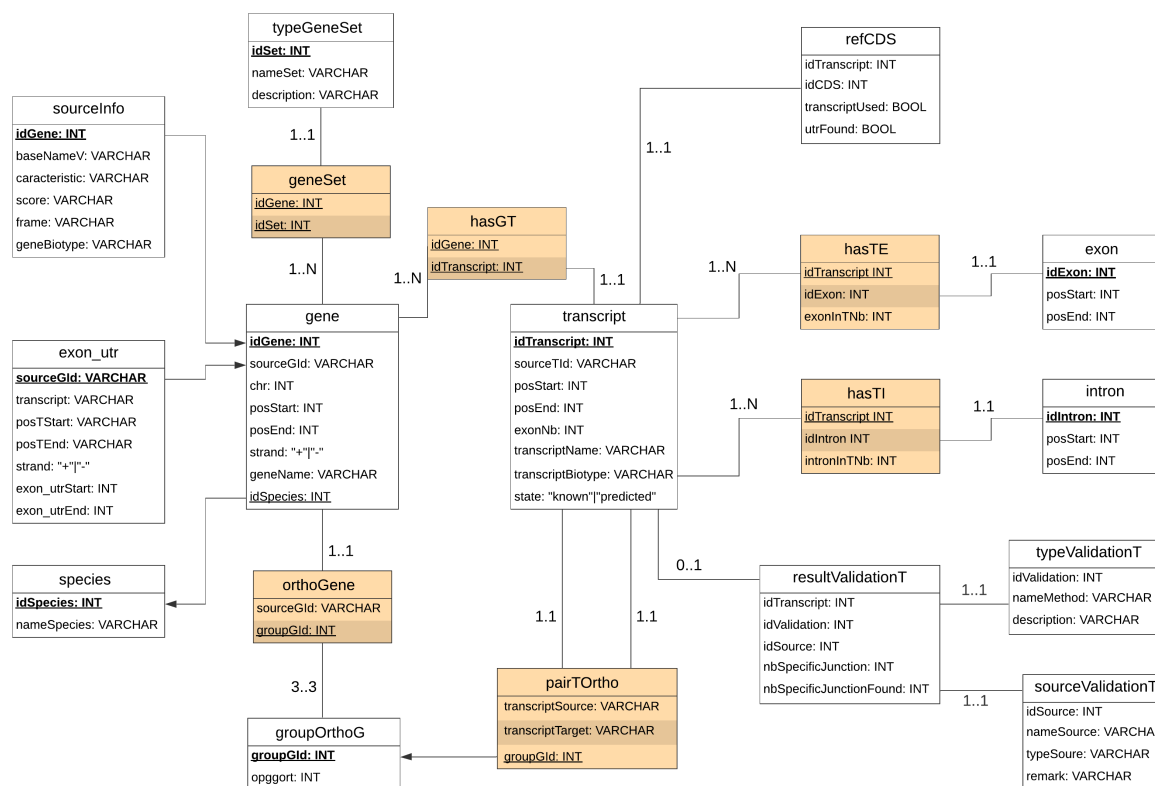 typeGeneSet
idSet: INT
nameSet: VARCHAR
description: VARCHAR
1..1
sourceInfo
idGene: INT
baseNameV: VARCHAR
caracteristic: VARCHAR
score: VARCHAR
frame: VARCHAR
geneBiotype: VARCHAR
geneSet
idGene: INT
idSet: INT
1..N
hasGT
idGene: INT
idTranscript: INT
1..N
1..1
refCDS
idTranscript: INT
idCDS: INT
transcriptUsed: BOOL
utrFound: BOOL
1..1
hasTE
idTranscript INT
idExon: INT
exonInTNb: INT
1..N
1..1
exon
idExon: INT
posStart: INT
posEnd: INT
gene
idGene: INT
sourceGId: VARCHAR
chr: INT
posStart: INT
posEnd: INT
strand: "+"|"-"
geneName: VARCHAR
idSpecies: INT
transcript
idTranscript: INT
sourceTId: VARCHAR
posStart: INT
posEnd: INT
exonNb: INT
transcriptName: VARCHAR
transcriptBiotype: VARCHAR
state: "known"|"predicted"
exon_utr
sourceGId: VARCHAR
transcript: VARCHAR
posTStart: VARCHAR
posTEnd: VARCHAR
strand: "+"|"-"
exon_utrStart: INT
exon_utrEnd: INT
hasTI
idTranscript INT
idIntron INT
intronInTNb: INT
1..N
1.1
intron
idIntron: INT
posStart: INT
posEnd: INT
species
idSpecies: INT
nameSpecies: VARCHAR
1..1
orthoGene
sourceGId: VARCHAR
groupGId: INT
3..3
groupOrthoG
groupGId: INT
opggort: INT
1.1
1.1
pairTOrtho
transcriptSource: VARCHAR
transcriptTarget: VARCHAR
groupGId: INT
0..1
resultValidationT
idTranscript: INT
idValidation: INT
idSource: INT
nbSpecificJunction: INT
nbSpecificJunctionFound: INT
1..1
1..1
typeValidationT
idValidation: INT
nameMethod: VARCHAR
description: VARCHAR
sourceValidationT
idSource: INT
nameSource: VARCHA
typeSoure: VARCHAR
remark: VARCHAR